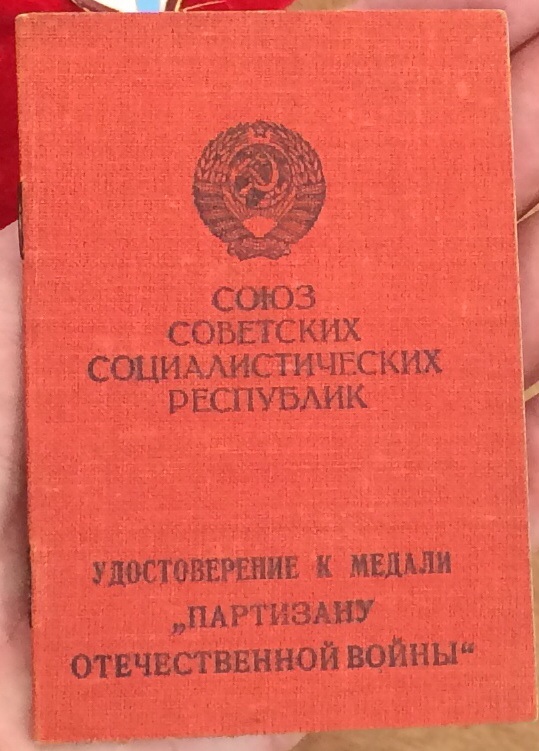 СОЮЗ
СОВЕТСКИХ
СОЦИАЛИСТИЧЕСКИХ
РЕСПУБЛИК
УДОСТОВЕРЕНИЕ К МЕДАЛИ
„ПАРТИЗАНУ
ОТЕЧЕСТВЕННОЙ ВОЙНЫ“